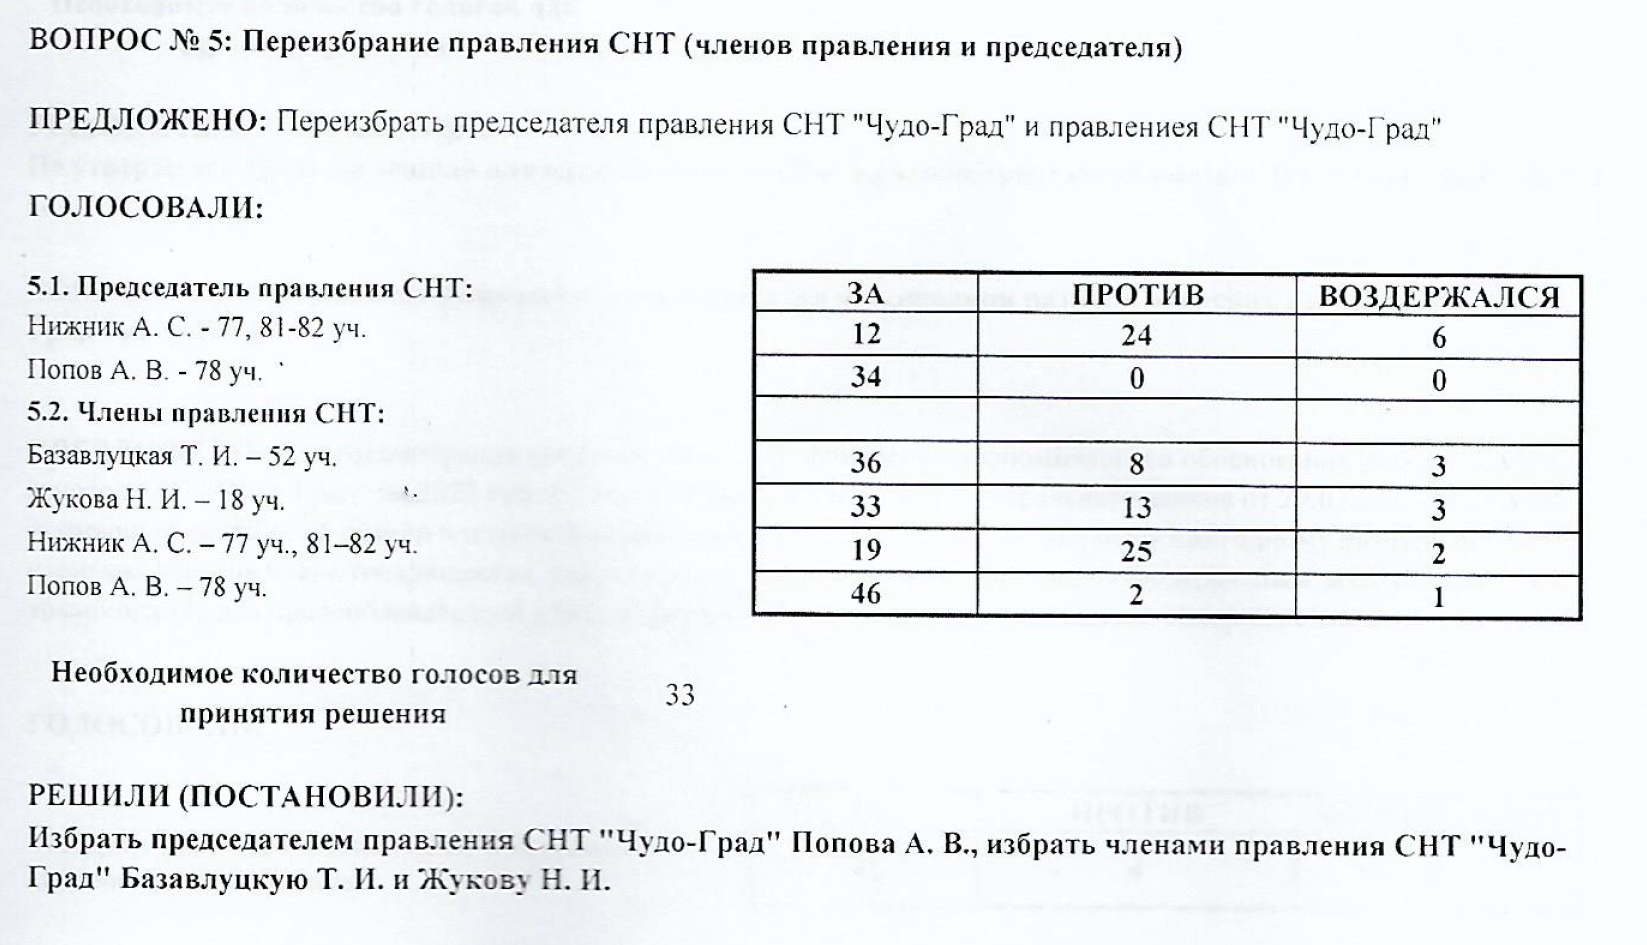 ВОПРОС № 5: Переизбрание правления СНТ (членов правления и председателя)
ПРЕДЛОЖЕНО: Переизбрать председателя правления СНТ "Чудо-Град" и правлениея СНТ "Чудо-Град"
ГОЛОСОВАЛИ:
ЗА ПРОТИВ ВОЗДЕРЖАЛСЯ
5.1. Председатель правления СНТ:
Нижник А. С. - 77, 81-82 уч. 12 24 6
Попов А. В. - 78 уч. 34 0 0
5.2. Члены правления СНТ:
Базавлуцкая Т. И. – 52 уч. 36 8 3
Жукова Н. И. – 18 уч. 33 13 3
Нижник А. С. – 77 уч., 81–82 уч. 19 25 2
Попов А. В. – 78 уч. 46 2 1
Необходимое количество голосов для
принятия решения 33
РЕШИЛИ (ПОСТАНОВИЛИ):
Избрать председателем правления СНТ "Чудо-Град" Попова А. В., избрать членами правления СНТ "Чудо-
Град" Базавлуцкую Т. И. и Жукову Н. И.